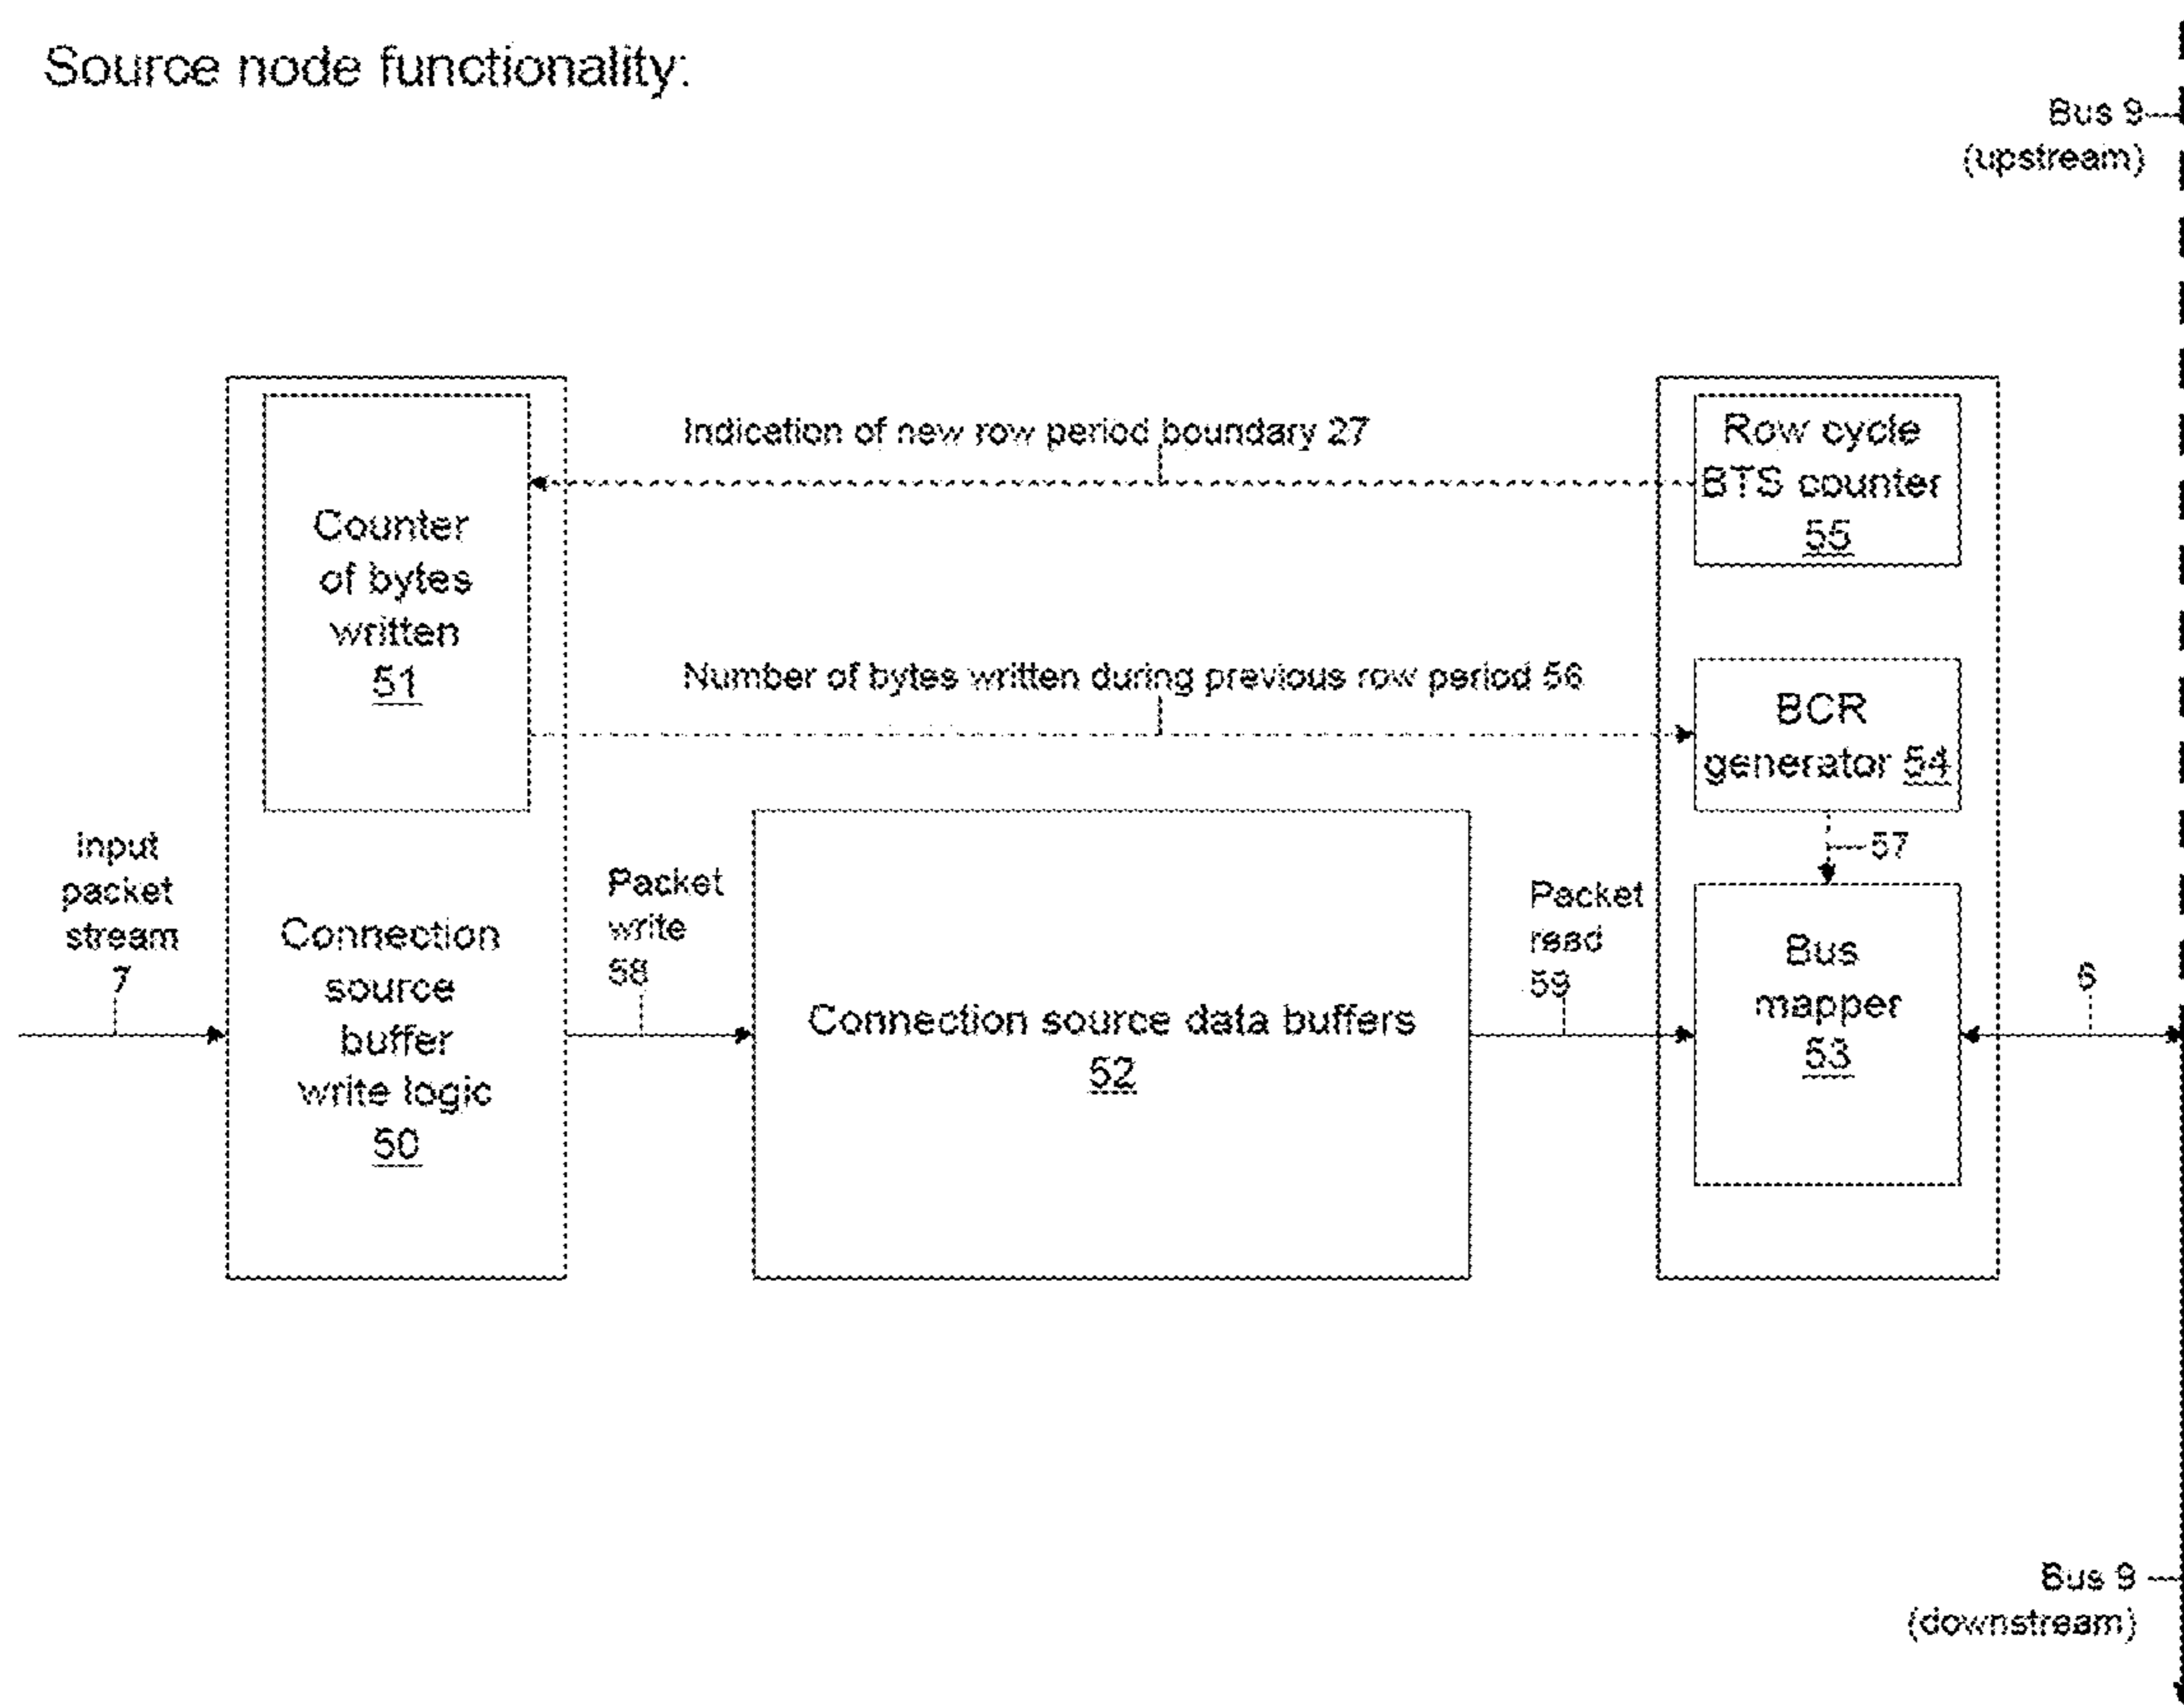 Source node functionality:
Bus 9
(upstream)
Indication of new row period boundary 27
Row cycle
BTS counter
55
Counter
of bytes
written
51
Number of bytes written during previous row period 56
BCR
generator 54
57
Input
packet
stream
7
Connection
source
buffer
write logic
50
Packet
write
58
Connection source data buffers
52
Packet
read
59
Bus
mapper
53
6
Bus 9
(downstream)